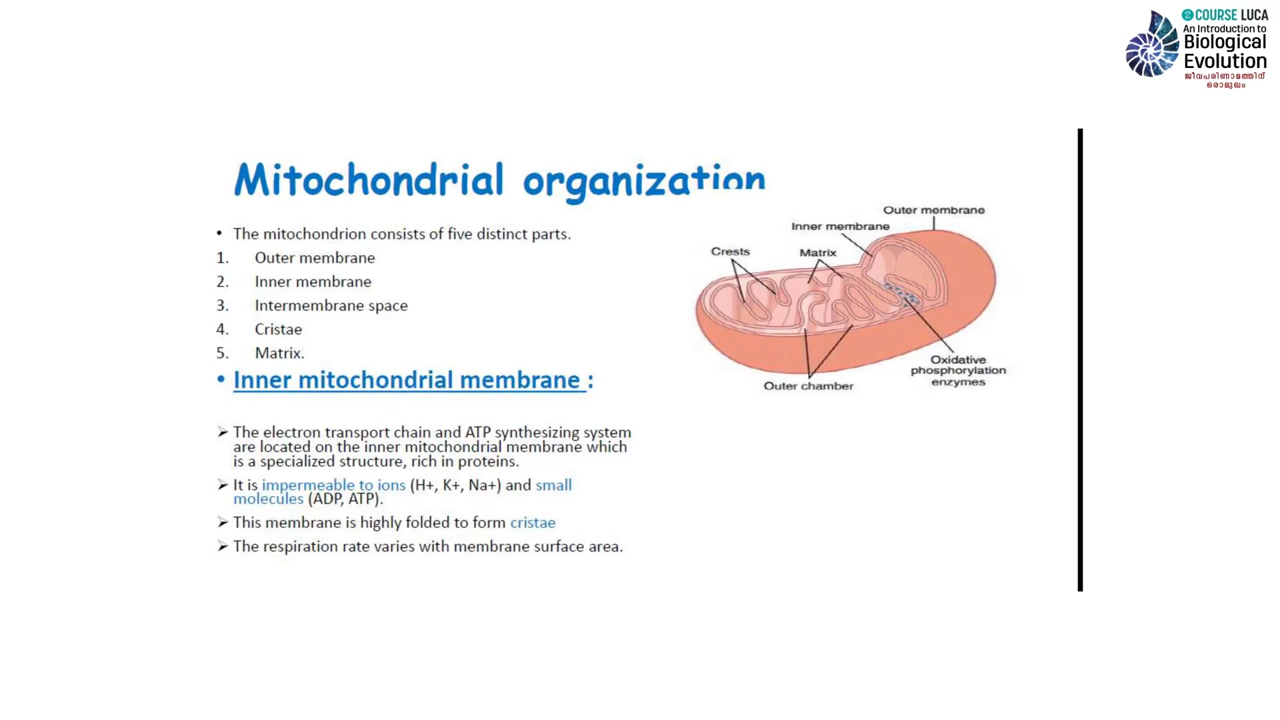 COURSE LUCA
An Introduction to
Biological
Evolution
ജീവപരിണാമത്തിന്
ഒരാമുഖം
Mitochondrial organization
• The mitochondrion consists of five distinct parts.
1. Outer membrane
2. Inner membrane
3. Intermembrane space
4. Cristae
5. Matrix.
• Inner mitochondrial membrane :
➢ The electron transport chain and ATP synthesizing system
are located on the inner mitochondrial membrane which
is a specialized structure, rich in proteins.
➢ It is impermeable to ions (H+, K+, Na+) and small
molecules (ADP, ATP).
➢ This membrane is highly folded to form cristae
➢ The respiration rate varies with membrane surface area.
Outer membrane
Inner membrane
Crests
Matrix
Oxidative
phosphorylation
enzymes
Outer chamber